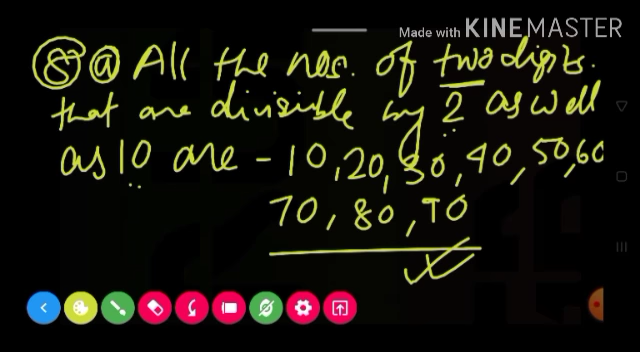 Made with KINEMASTER
8 a All the nos. of two digits.
that are divisible by 2 as well
as 10 are - 10, 20, 30, 40, 50, 60
70, 80, 90